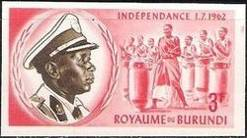 INDEPENDANCE 1.7.1962
3F
ROYAUME DU BURUNDI